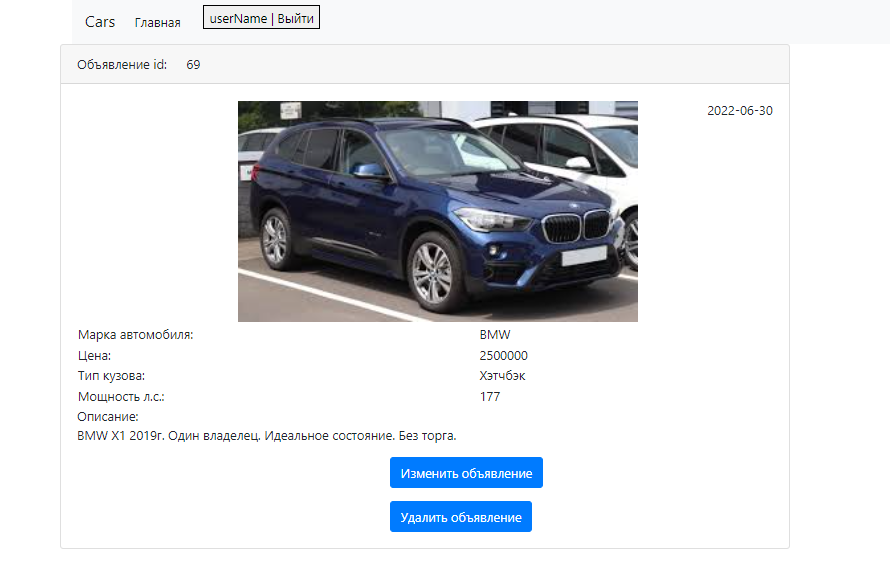 Cars Главная userName | Выйти
Объявление id: 69
2022-06-30
Марка автомобиля: BMW
Цена: 2500000
Тип кузова: Хэтчбэк
Мощность л.с.: 177
Описание:
BMW X1 2019г. Один владелец. Идеальное состояние. Без торга.
Изменить объявление
Удалить объявление